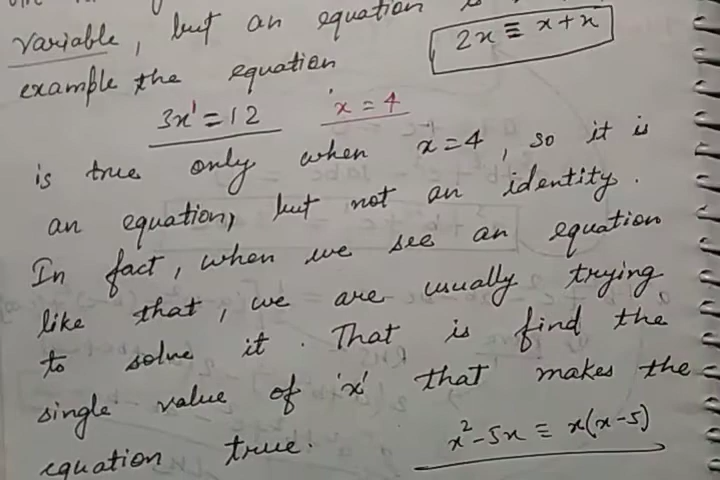 variable, but an equation is
2x ≡ x+x
example the equation
3x¹ = 12    x = 4
is true only when x=4, so it is
an equation, but not an identity.
In fact, when we see an equation
like that, we are usually trying
to solve it. That is find the
single value of 'x' that makes the
equation true.
x²-5x ≡ x(x-5)